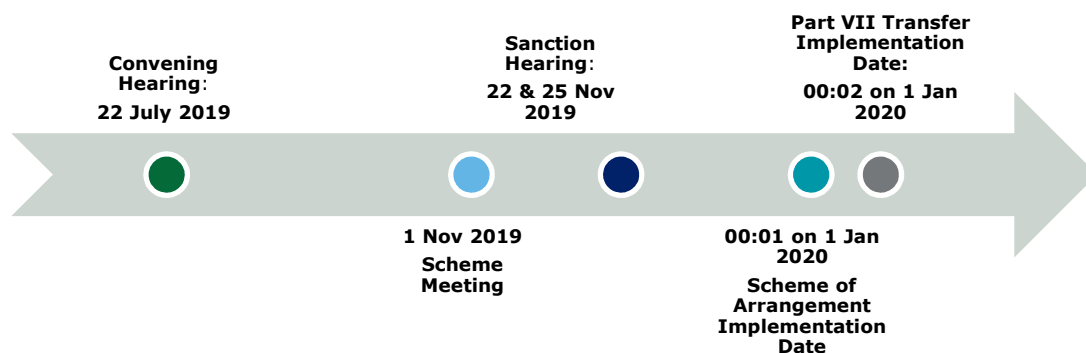 Convening
Hearing:
22 July 2019
Sanction
Hearing:
22 & 25 Nov
2019
Part VII Transfer
Implementation
Date:
00:02 on 1 Jan
2020
1 Nov 2019
Scheme
Meeting
00:01 on 1 Jan
2020
Scheme of
Arrangement
Implementation
Date